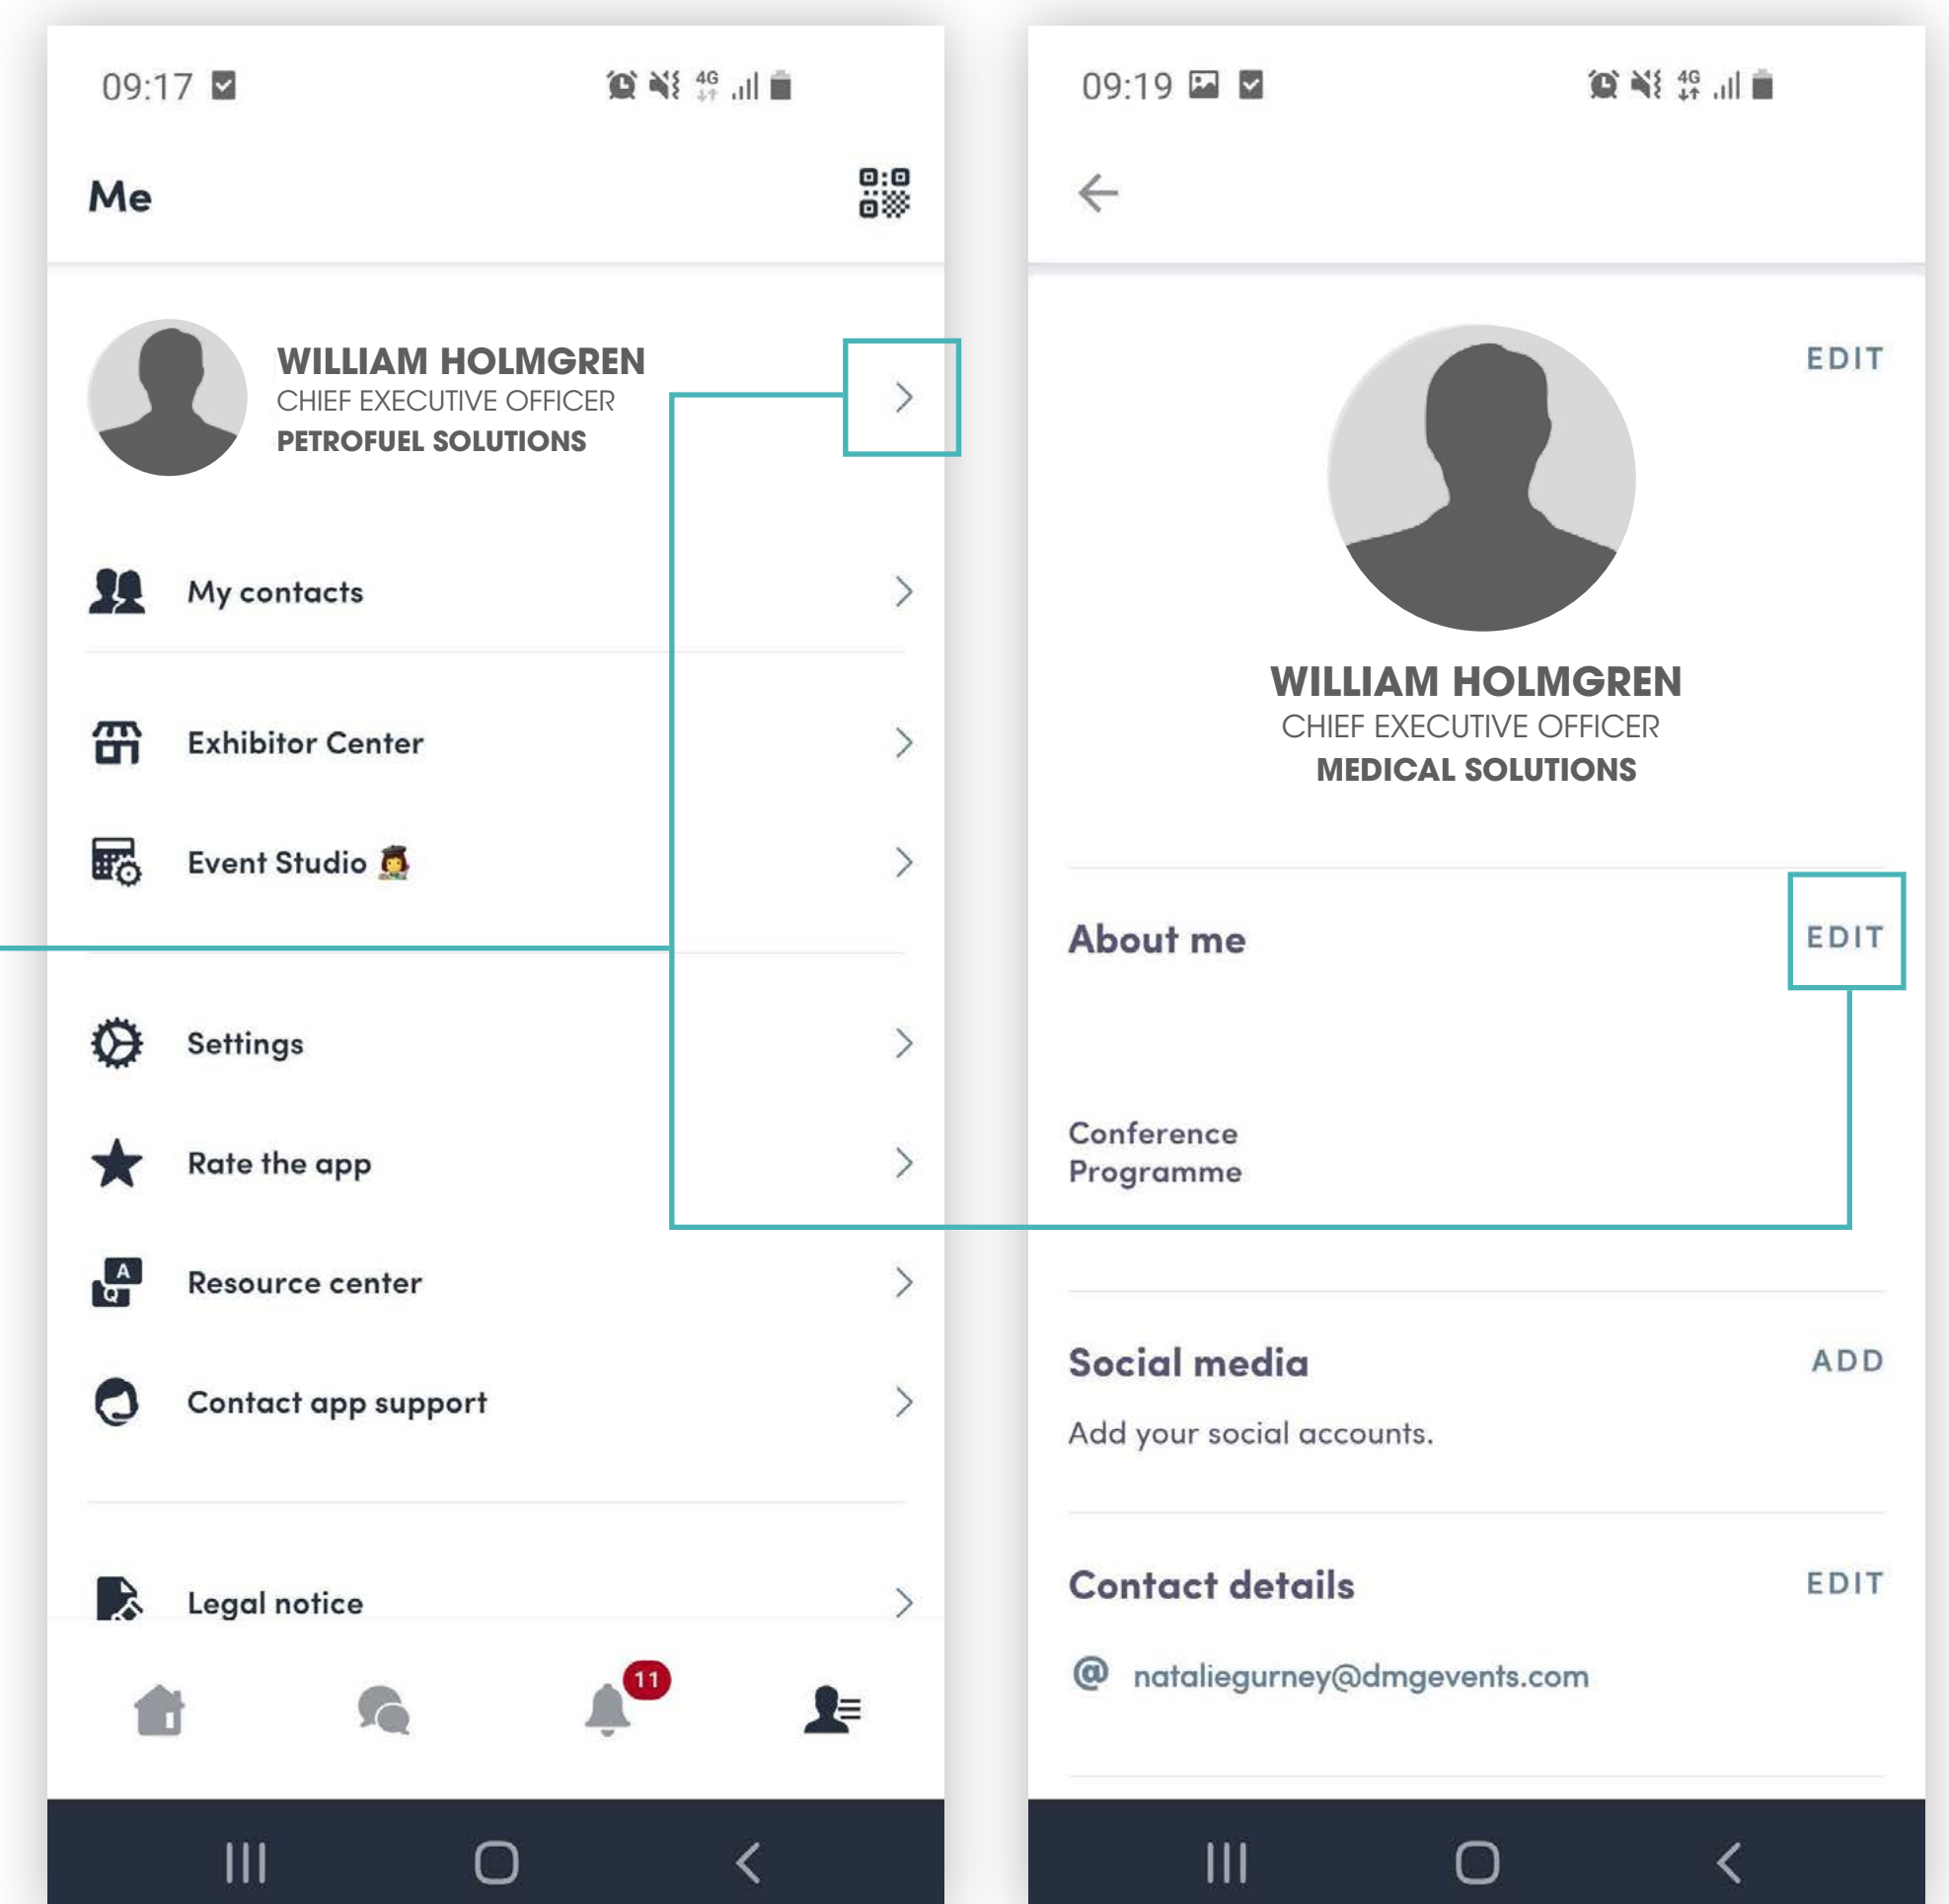 09:17
4G
Me
WILLIAM HOLMGREN
CHIEF EXECUTIVE OFFICER
PETROFUEL SOLUTIONS
My contacts
Exhibitor Center
Event Studio
Settings
Rate the app
A
Q
Resource center
Contact app support
Legal notice
11
09:19
4G
EDIT
WILLIAM HOLMGREN
CHIEF EXECUTIVE OFFICER
MEDICAL SOLUTIONS
About me
EDIT
Conference
Programme
Social media
ADD
Add your social accounts.
Contact details
EDIT
@ nataliegurney@dmgevents.com